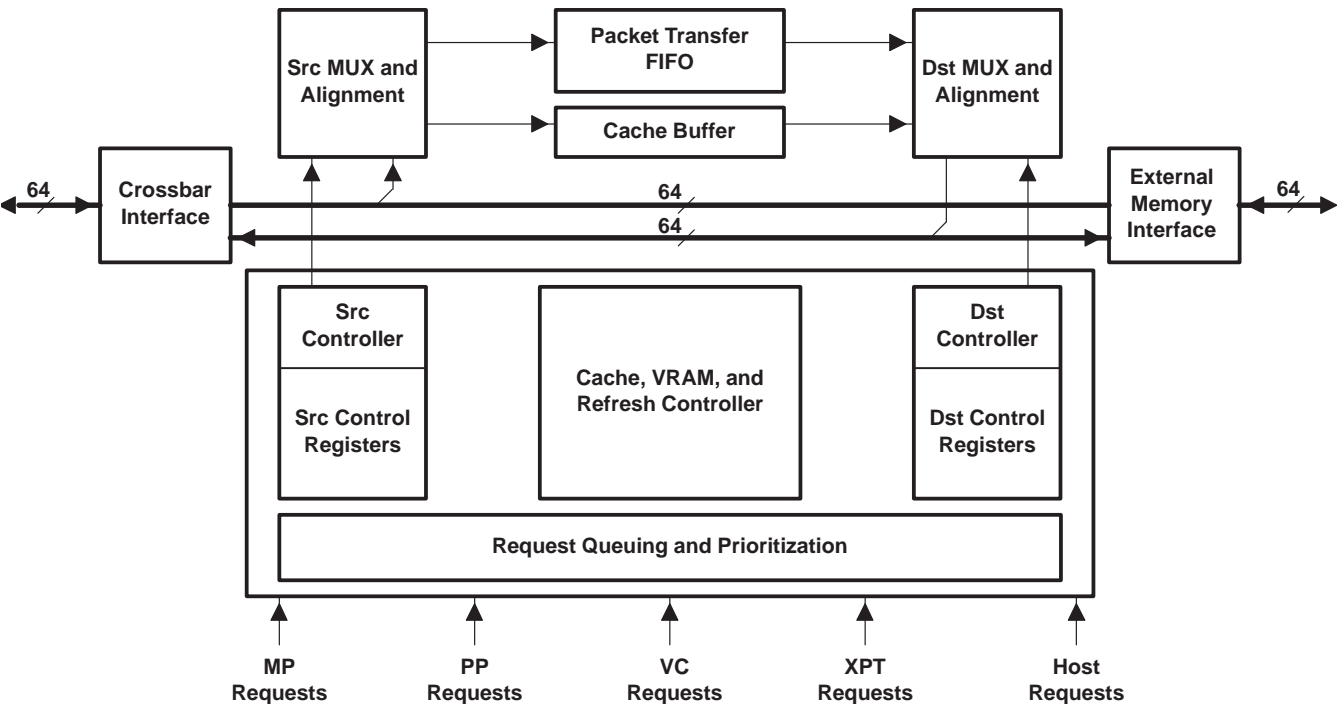 Packet Transfer
FIFO
Src MUX and
Alignment
Dst MUX and
Alignment
Cache Buffer
64
Crossbar
Interface
64
64
External
Memory
Interface
64
Src
Controller
Src Control
Registers
Cache, VRAM, and
Refresh Controller
Dst
Controller
Dst Control
Registers
Request Queuing and Prioritization
MP
Requests
PP
Requests
VC
Requests
XPT
Requests
Host
Requests